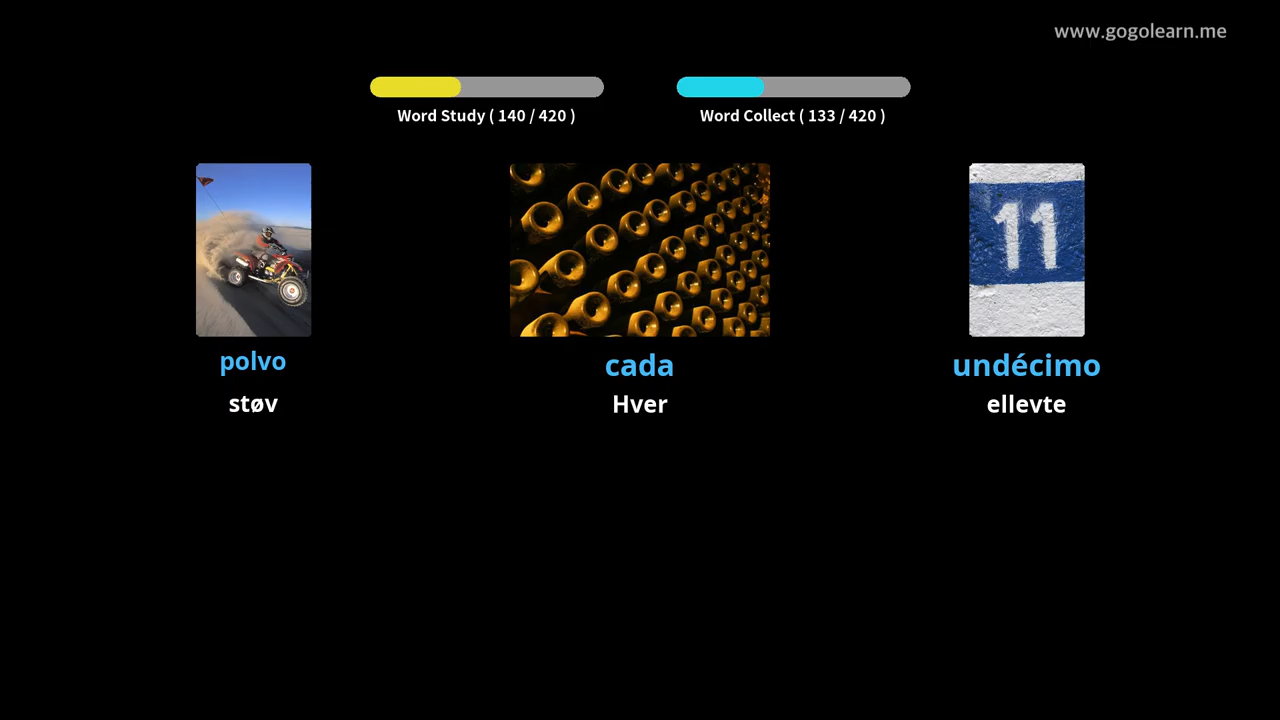 www.gogolearn.me
Word Study ( 140 / 420 )
Word Collect ( 133 / 420 )
11
polvo
cada
undécimo
støv
Hver
ellevte